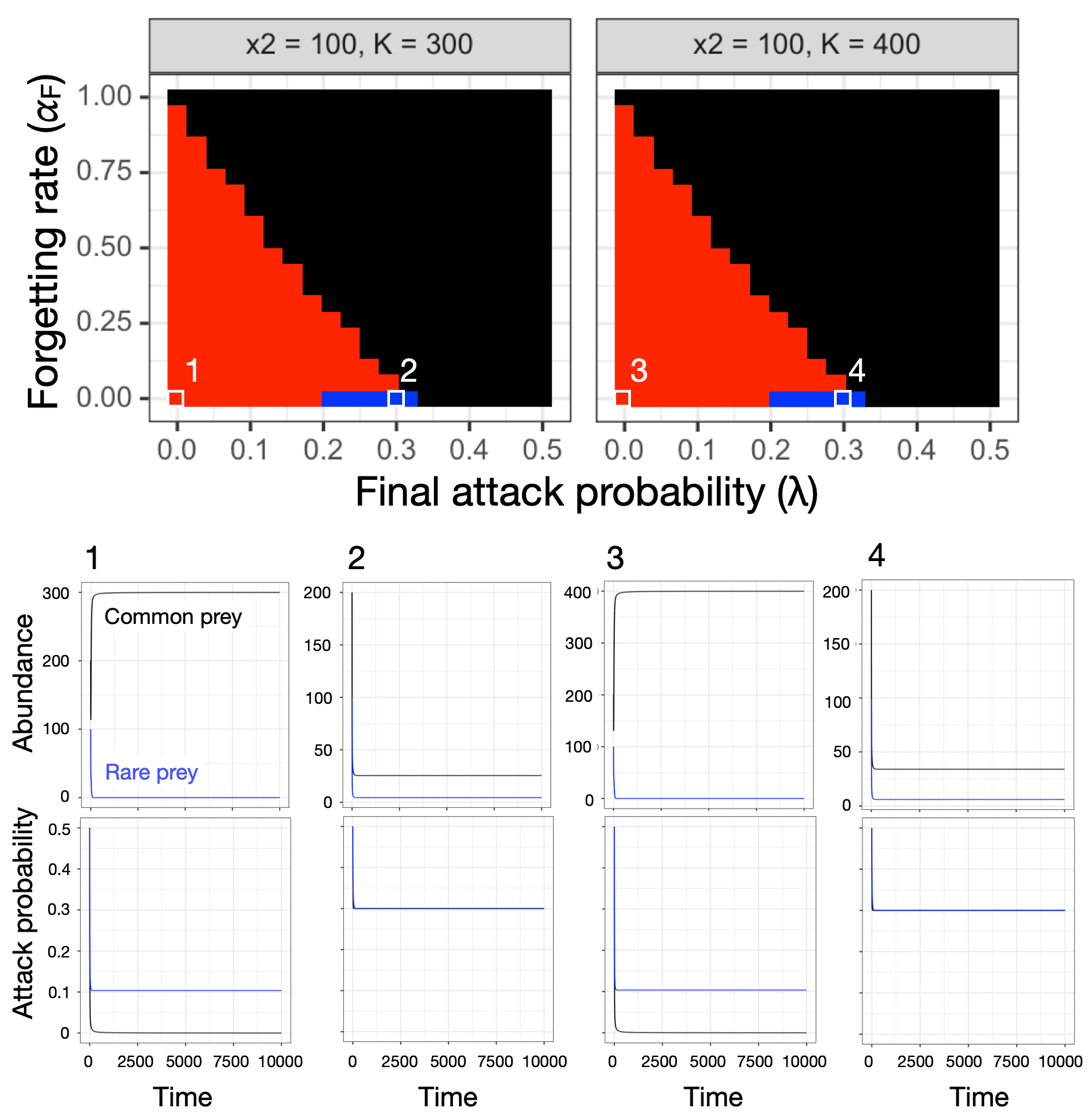 x2 = 100, K = 300
x2 = 100, K = 400
Forgetting rate (αF)
1.00
0.75
0.50
0.25
0.00
1
2
3
4
0.0 0.1 0.2 0.3 0.4 0.5
0.0 0.1 0.2 0.3 0.4 0.5
Final attack probability (λ)
1
2
3
4
Abundance
300
200
100
0
Common prey
Rare prey
200
150
100
50
0
400
300
200
100
0
200
150
100
50
0
Attack probability
0.5
0.4
0.3
0.2
0.1
0
0 2500 5000 7500 10000
0 2500 5000 7500 10000
0 2500 5000 7500 10000
0 2500 5000 7500 10000
Time
Time
Time
Time